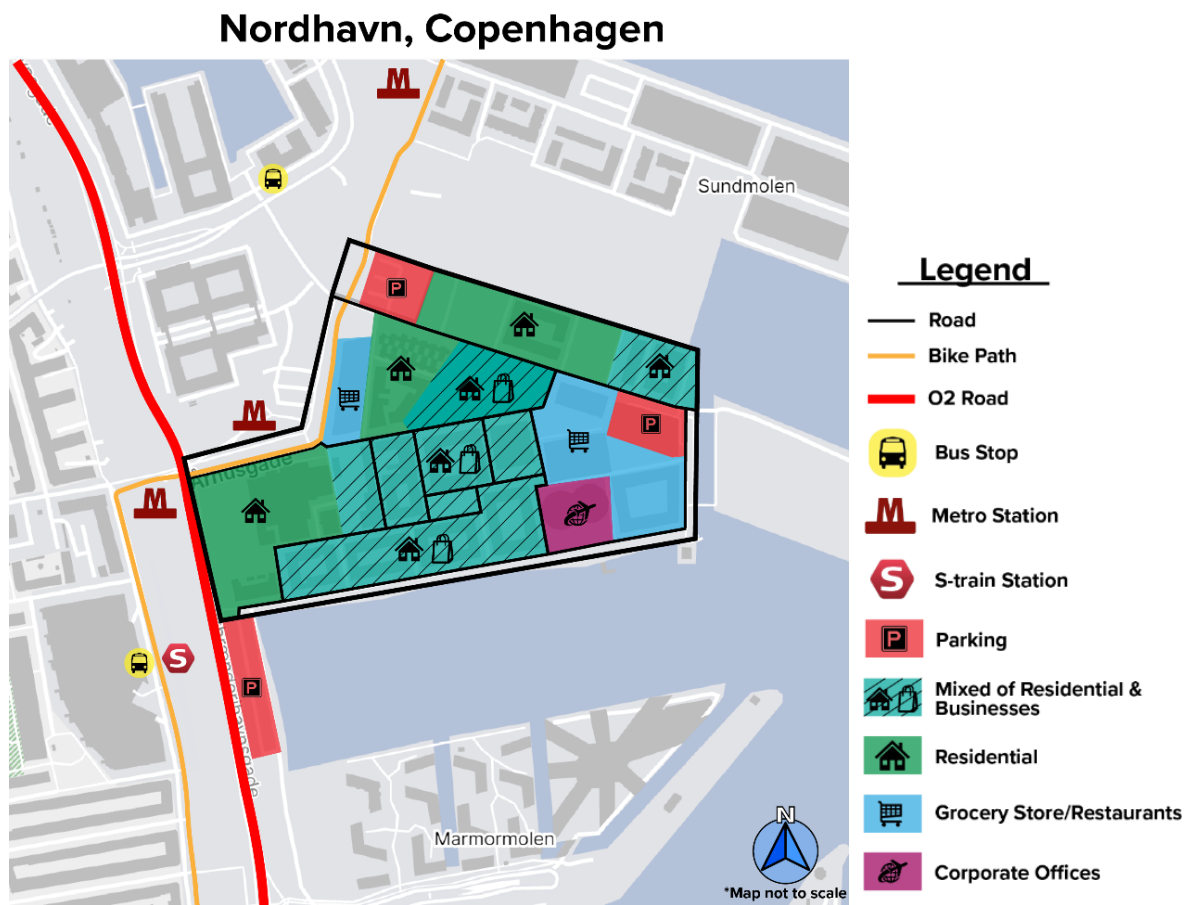 Nordhavn, Copenhagen
M
Sundmolen
P
P
M
Århusgade
M
S
P
Marmormolen
N
*Map not to scale
Legend
Road
Bike Path
O2 Road
Bus Stop
M
Metro Station
S
S-train Station
P
Parking
Mixed of Residential &
Businesses
Residential
Grocery Store/Restaurants
Corporate Offices